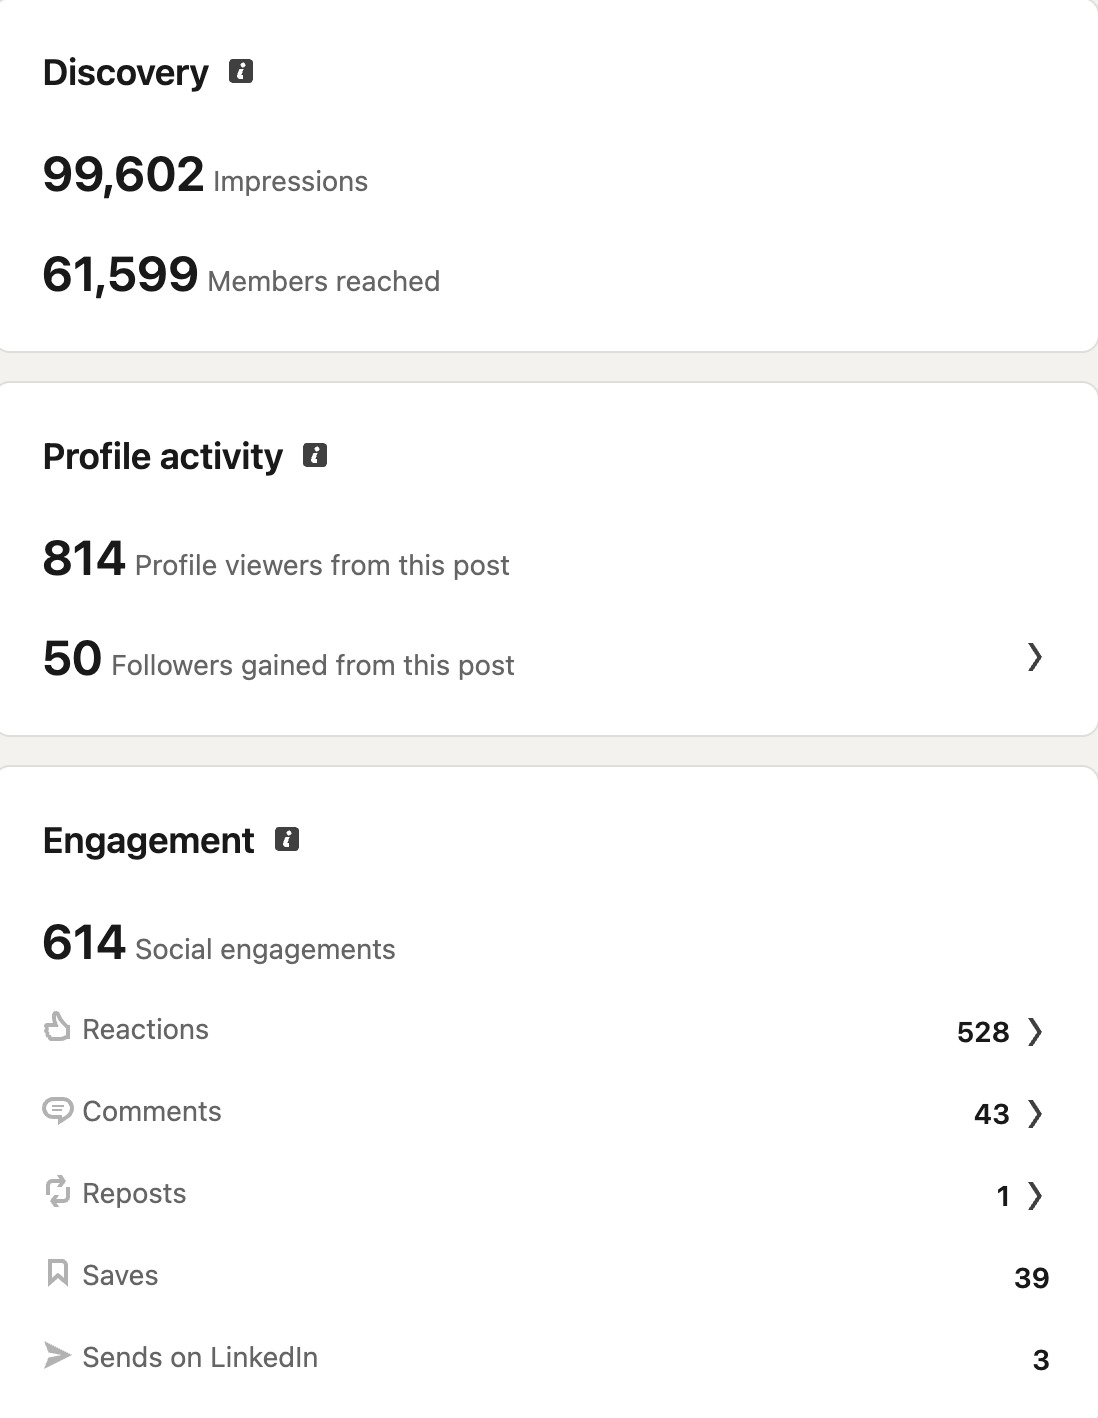 Discovery
99,602 Impressions
61,599 Members reached
Profile activity
814 Profile viewers from this post
50 Followers gained from this post
Engagement
614 Social engagements
Reactions 528
Comments 43
Reposts 1
Saves 39
Sends on LinkedIn 3